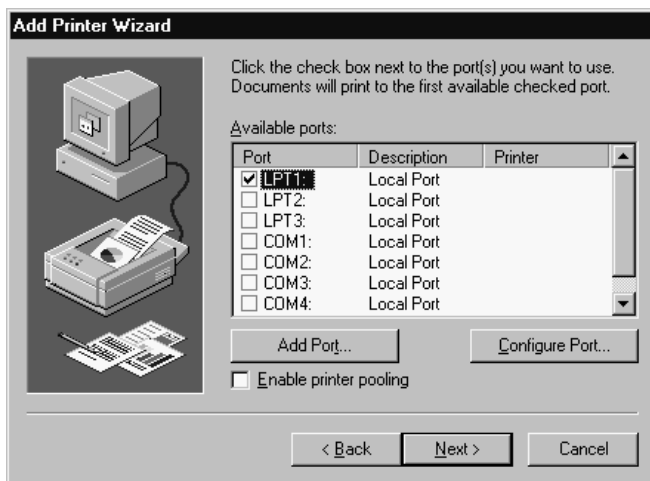 Add Printer Wizard
Click the check box next to the port(s) you want to use.
Documents will print to the first available checked port.
Available ports:
Port Description Printer
LPT1: Local Port
LPT2: Local Port
LPT3: Local Port
COM1: Local Port
COM2: Local Port
COM3: Local Port
COM4: Local Port
Add Port... Configure Port...
Enable printer pooling
< Back Next > Cancel